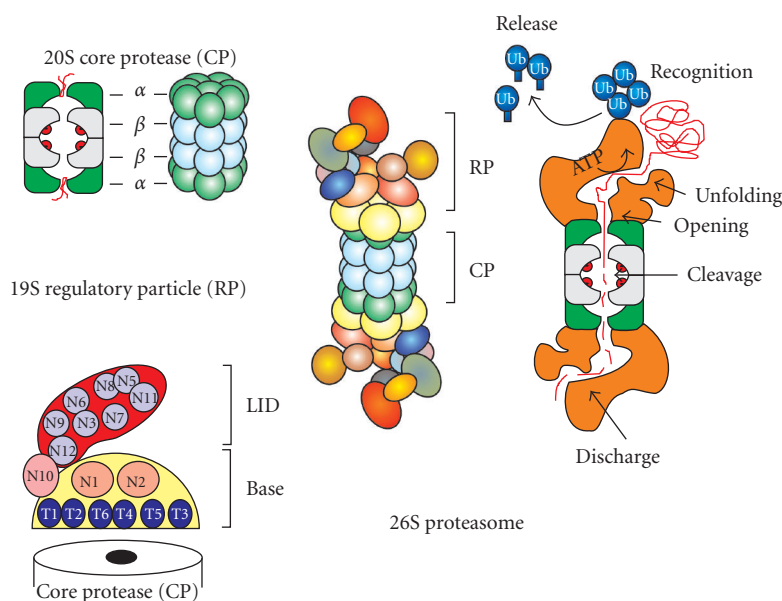 20S core protease (CP)
α
β
β
α
19S regulatory particle (RP)
N5
N8
N6
N11
N9
N3
N7
N12
LID
N10
N1
N2
Base
T1
T2
T6
T4
T5
T3
Core protease (CP)
RP
CP
26S proteasome
Release
Ub
Ub
Ub
Ub
Ub
Ub
Ub
Recognition
ATP
Unfolding
Opening
Cleavage
Discharge